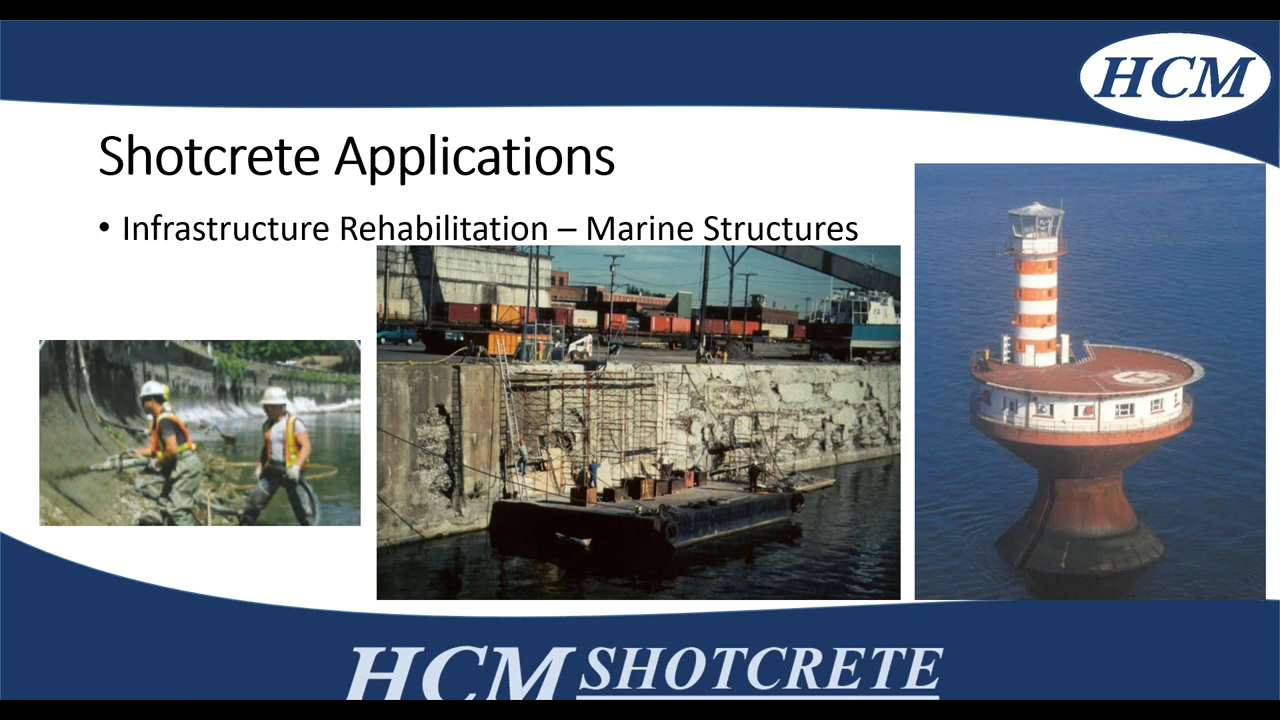 HCM
Shotcrete Applications
• Infrastructure Rehabilitation – Marine Structures
HCM SHOTCRETE